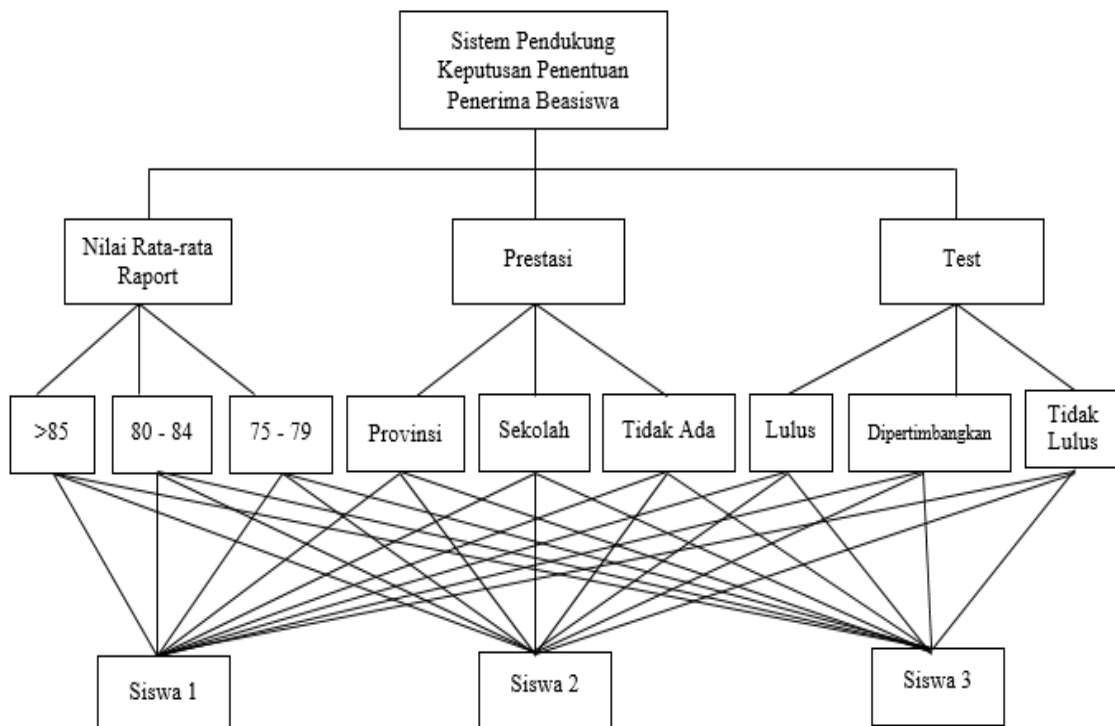 Sistem Pendukung
Keputusan Penentuan
Penerima Beasiswa
Nilai Rata-rata
Raport
Prestasi
Test
>85
80 - 84
75 - 79
Provinsi
Sekolah
Tidak Ada
Lulus
Dipertimbangkan
Tidak
Lulus
Siswa 1
Siswa 2
Siswa 3